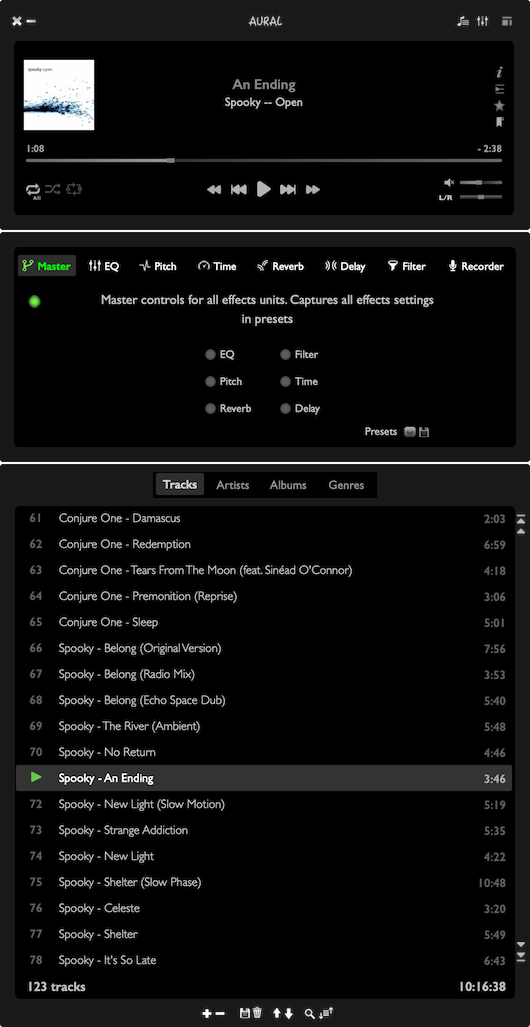 AURAL
spooky open
An Ending
Spooky -- Open
1:08
- 2:38
All
L/R
Master EQ Pitch Time Reverb Delay Filter Recorder
Master controls for all effects units. Captures all effects settings
in presets
EQ Filter
Pitch Time
Reverb Delay
Presets
Tracks Artists Albums Genres
61 Conjure One - Damascus 2:03
62 Conjure One - Redemption 6:59
63 Conjure One - Tears From The Moon (feat. Sinéad O'Connor) 4:18
64 Conjure One - Premonition (Reprise) 3:06
65 Conjure One - Sleep 5:01
66 Spooky - Belong (Original Version) 7:56
67 Spooky - Belong (Radio Mix) 3:53
68 Spooky - Belong (Echo Space Dub) 5:40
69 Spooky - The River (Ambient) 5:48
70 Spooky - No Return 4:46
Spooky - An Ending 3:46
72 Spooky - New Light (Slow Motion) 5:19
73 Spooky - Strange Addiction 5:35
74 Spooky - New Light 4:22
75 Spooky - Shelter (Slow Phase) 10:48
76 Spooky - Celeste 3:20
77 Spooky - Shelter 5:49
78 Spooky - It's So Late 6:43
123 tracks 10:16:38